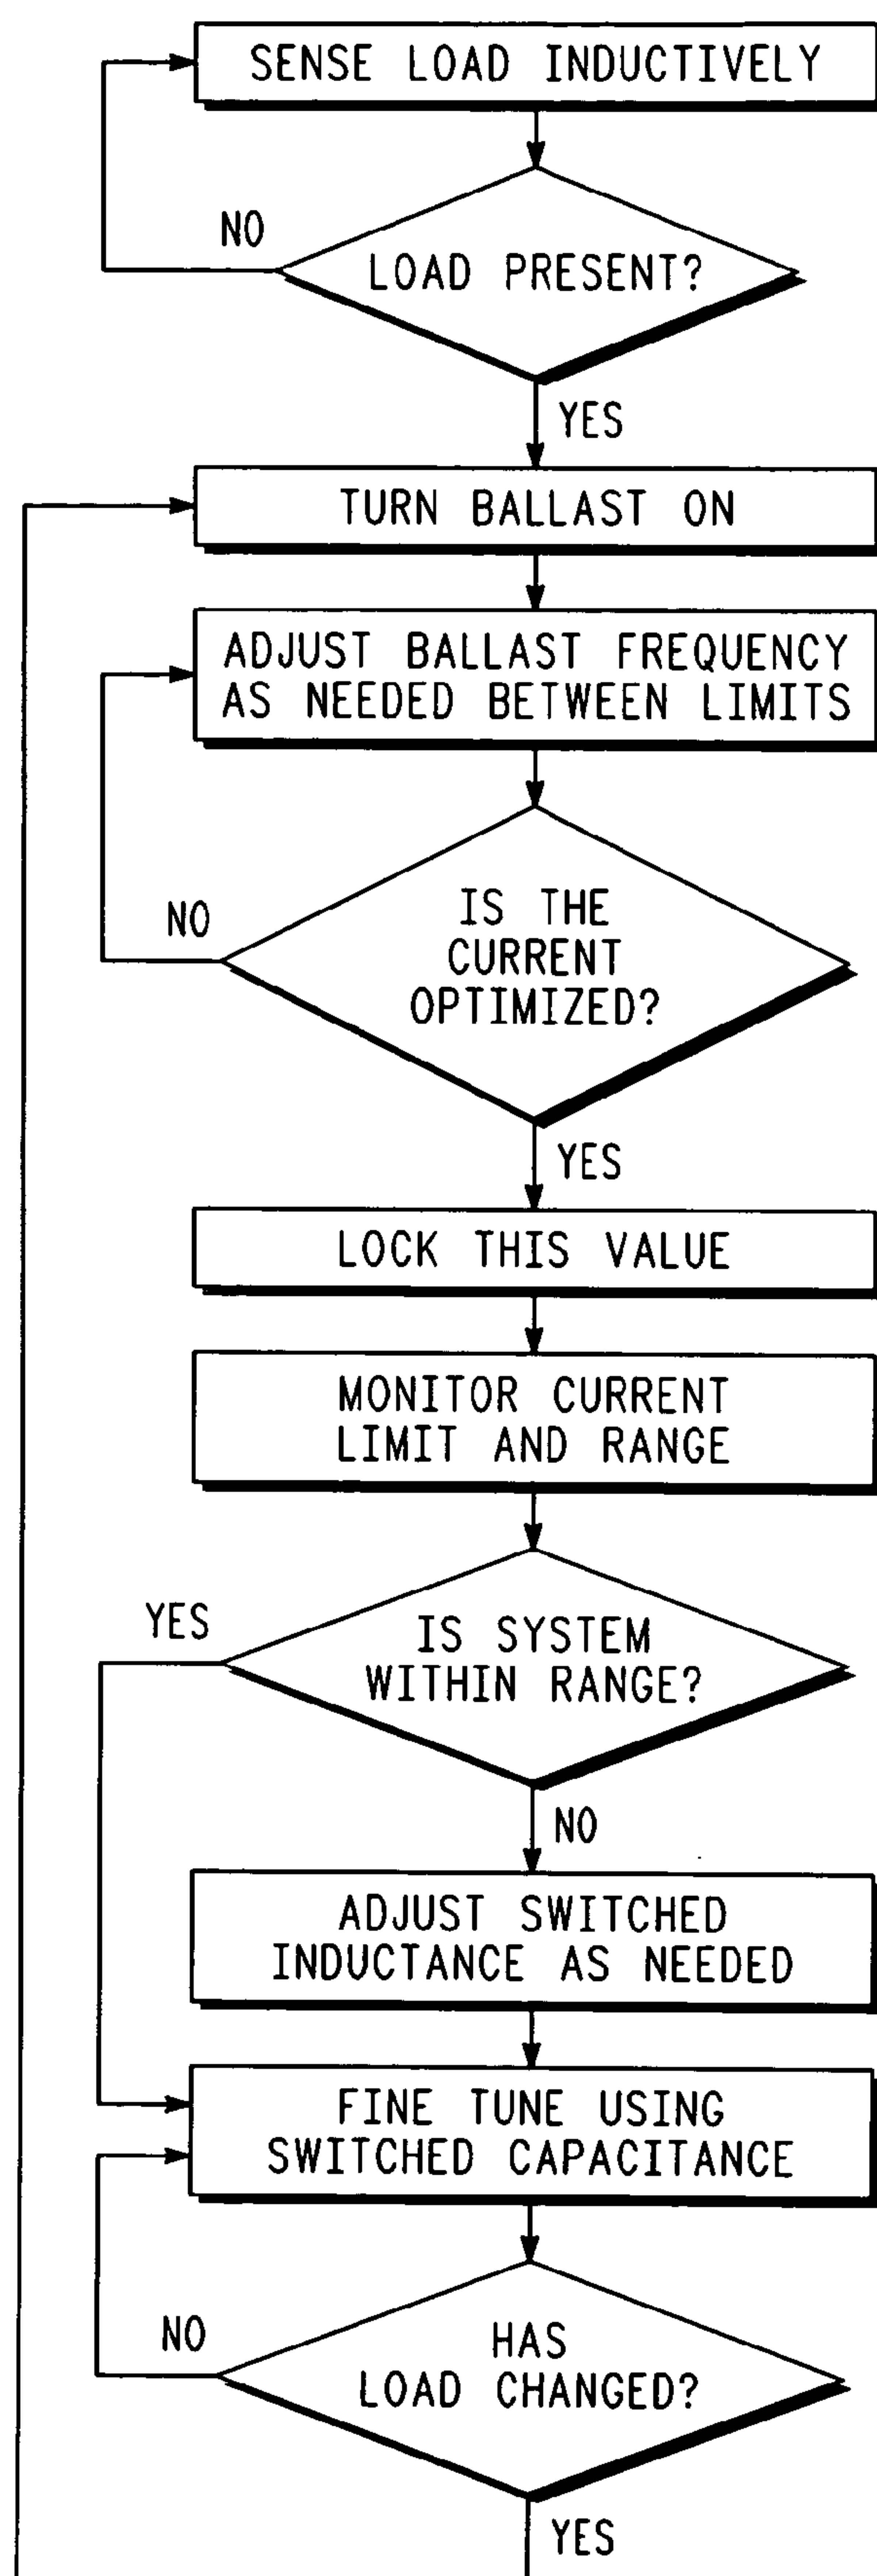 SENSE LOAD INDUCTIVELY
NO
LOAD PRESENT?
YES
TURN BALLAST ON
ADJUST BALLAST FREQUENCY
AS NEEDED BETWEEN LIMITS
NO
IS THE
CURRENT
OPTIMIZED?
YES
LOCK THIS VALUE
MONITOR CURRENT
LIMIT AND RANGE
YES
IS SYSTEM
WITHIN RANGE?
NO
ADJUST SWITCHED
INDUCTANCE AS NEEDED
FINE TUNE USING
SWITCHED CAPACITANCE
NO
HAS
LOAD CHANGED?
YES